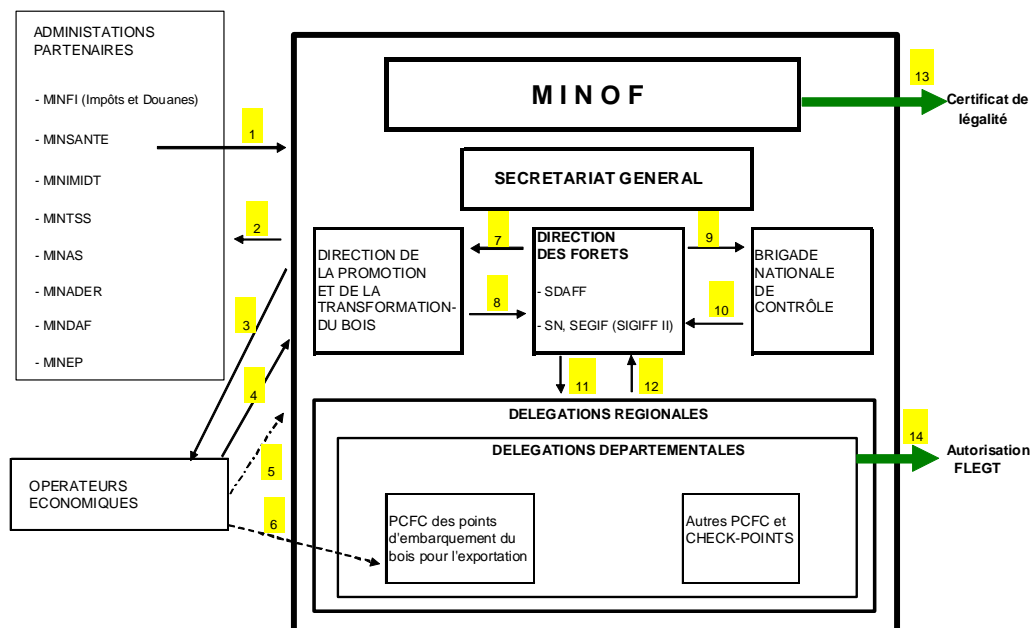 ADMINISTATIONS
PARTENAIRES
- MINFI (Impôts et Douanes)
- MINSANTE
- MINIMIDT
- MINTSS
- MINAS
- MINADER
- MINDAF
- MINEP
1
2
3
4
5
6
OPERATEURS
ECONOMIQUES
M I N O F
13
Certificat de
légalité
SECRETARIAT GENERAL
DIRECTION DE
LA PROMOTION
ET DE LA
TRANSFORMATION-
DU BOIS
7
8
DIRECTION
DES FORETS
- SDAFF
- SN, SEGIF (SIGIFF II)
9
10
BRIGADE
NATIONALE
DE
CONTRÔLE
11
12
DELEGATIONS REGIONALES
DELEGATIONS DEPARTEMENTALES
14
Autorisation
FLEGT
PCFC des points
d'embarquement du
bois pour l'exportation
Autres PCFC et
CHECK-POINTS